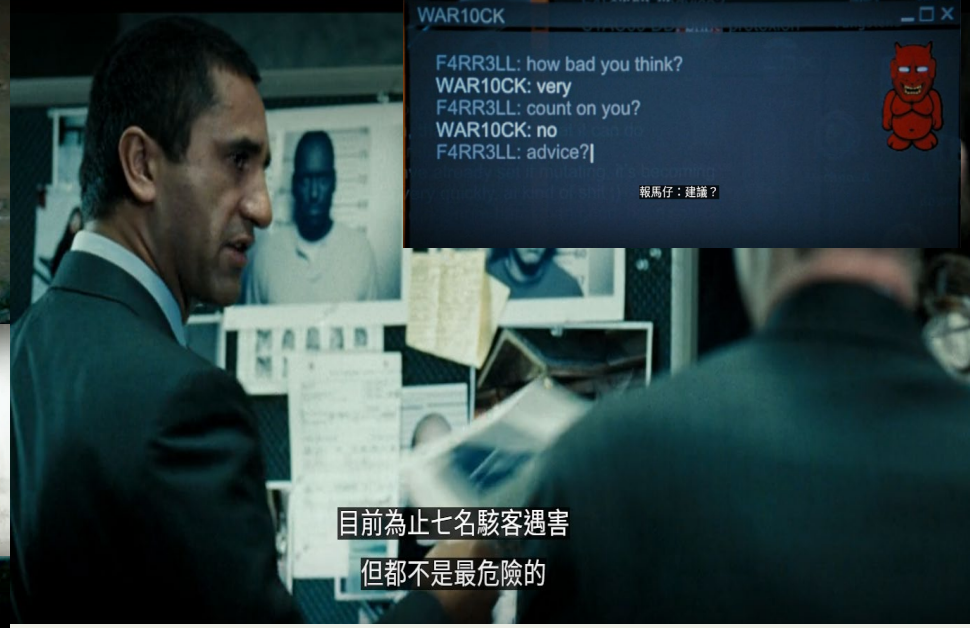 WAR10CK
F4RR3LL: how bad you think?
WAR10CK: very
F4RR3LL: count on you?
WAR10CK: no
F4RR3LL: advice?
報馬仔：建議？
目前為止七名駭客遇害
但都不是最危險的